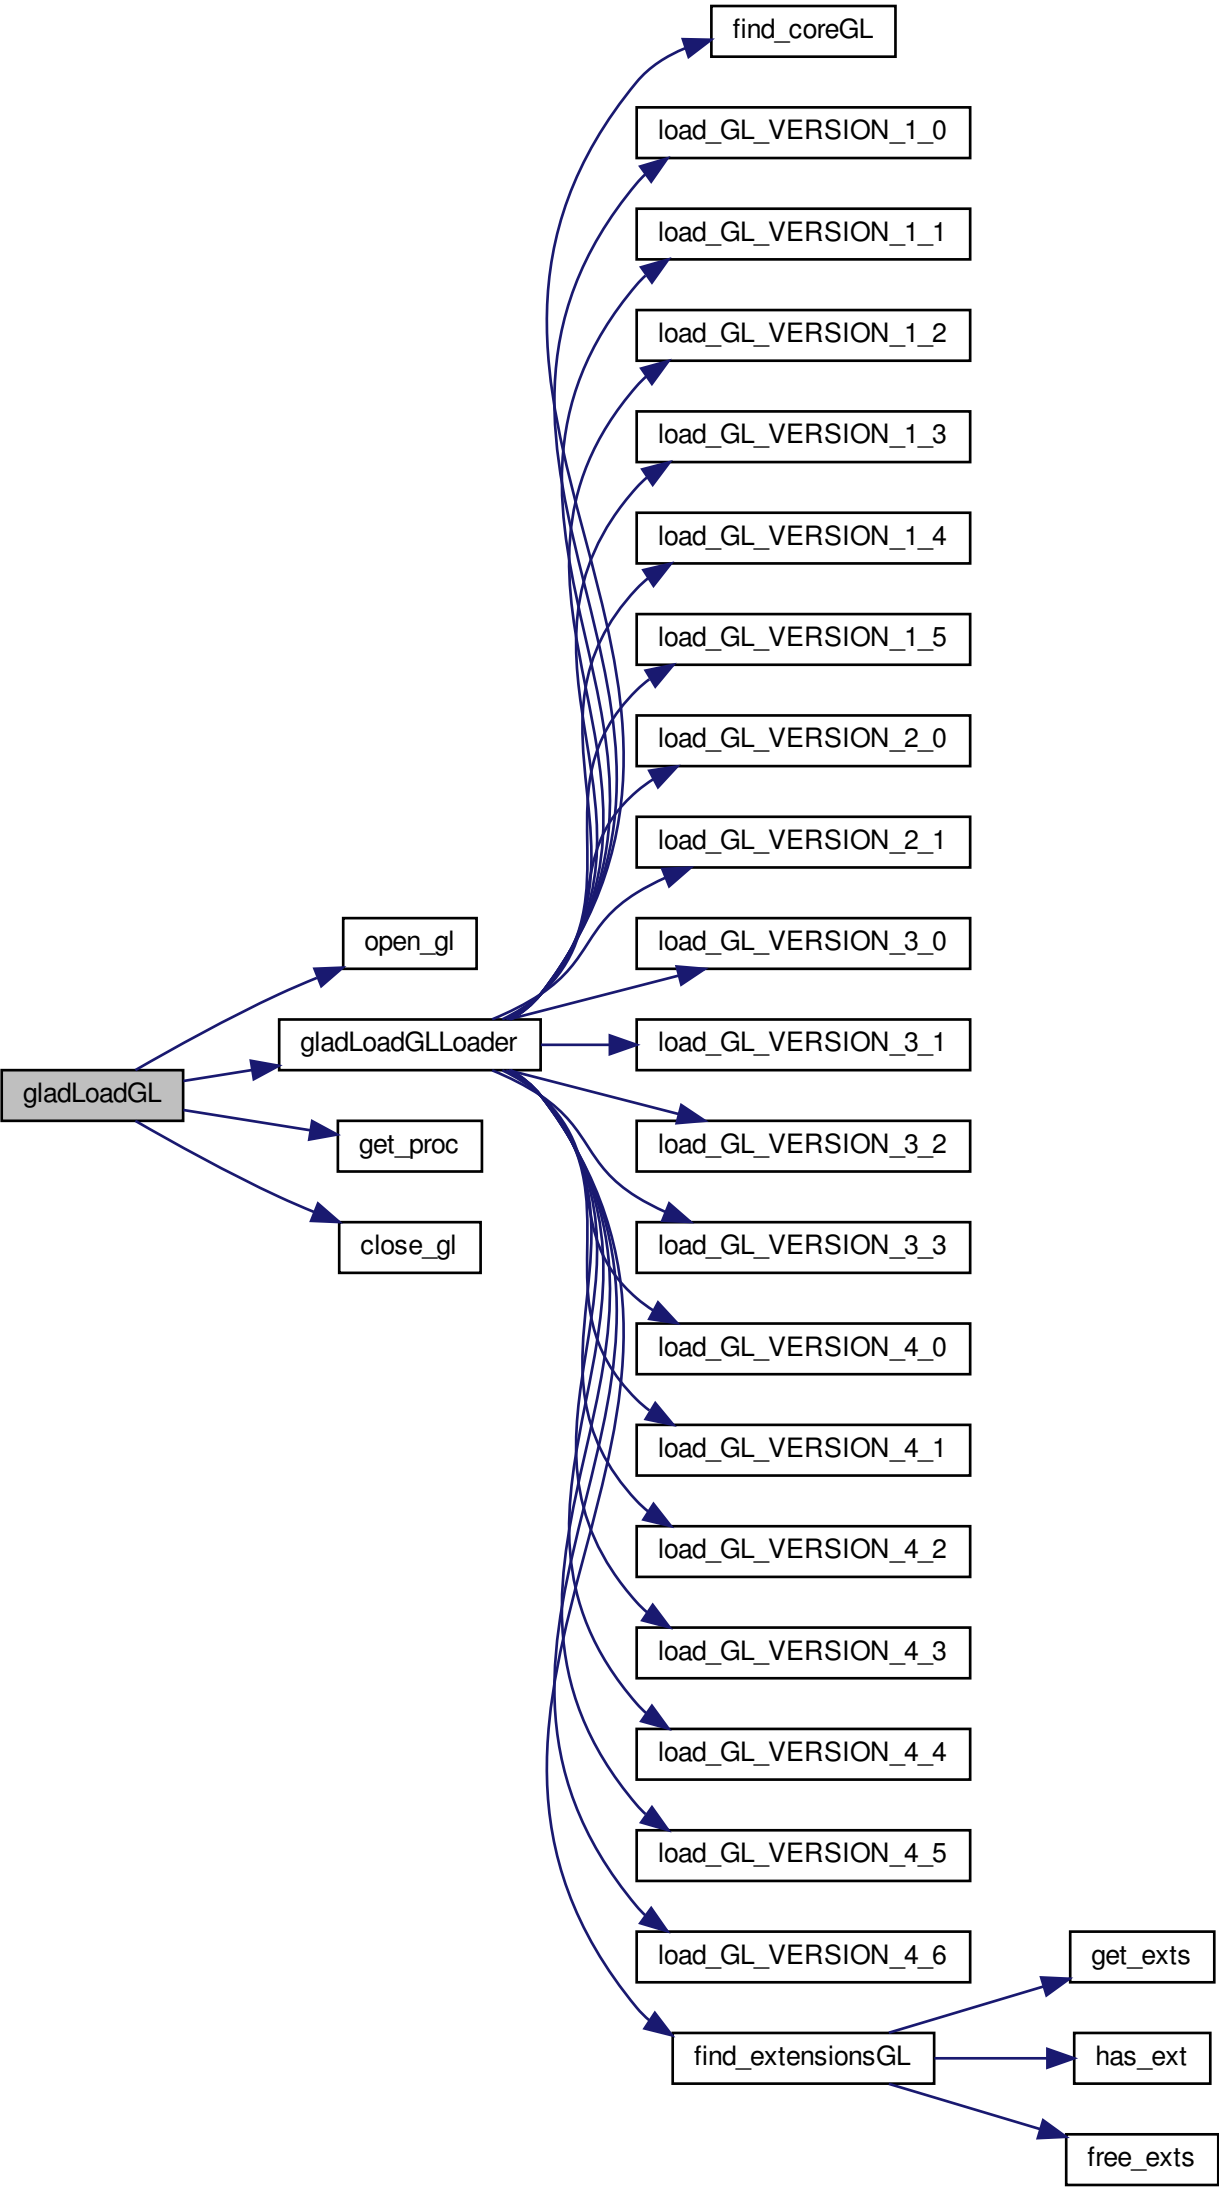 find_coreGL
load_GL_VERSION_1_0
load_GL_VERSION_1_1
load_GL_VERSION_1_2
load_GL_VERSION_1_3
load_GL_VERSION_1_4
load_GL_VERSION_1_5
load_GL_VERSION_2_0
load_GL_VERSION_2_1
open_gl
load_GL_VERSION_3_0
gladLoadGLLoader
load_GL_VERSION_3_1
gladLoadGL
get_proc
load_GL_VERSION_3_2
close_gl
load_GL_VERSION_3_3
load_GL_VERSION_4_0
load_GL_VERSION_4_1
load_GL_VERSION_4_2
load_GL_VERSION_4_3
load_GL_VERSION_4_4
load_GL_VERSION_4_5
load_GL_VERSION_4_6
get_exts
find_extensionsGL
has_ext
free_exts